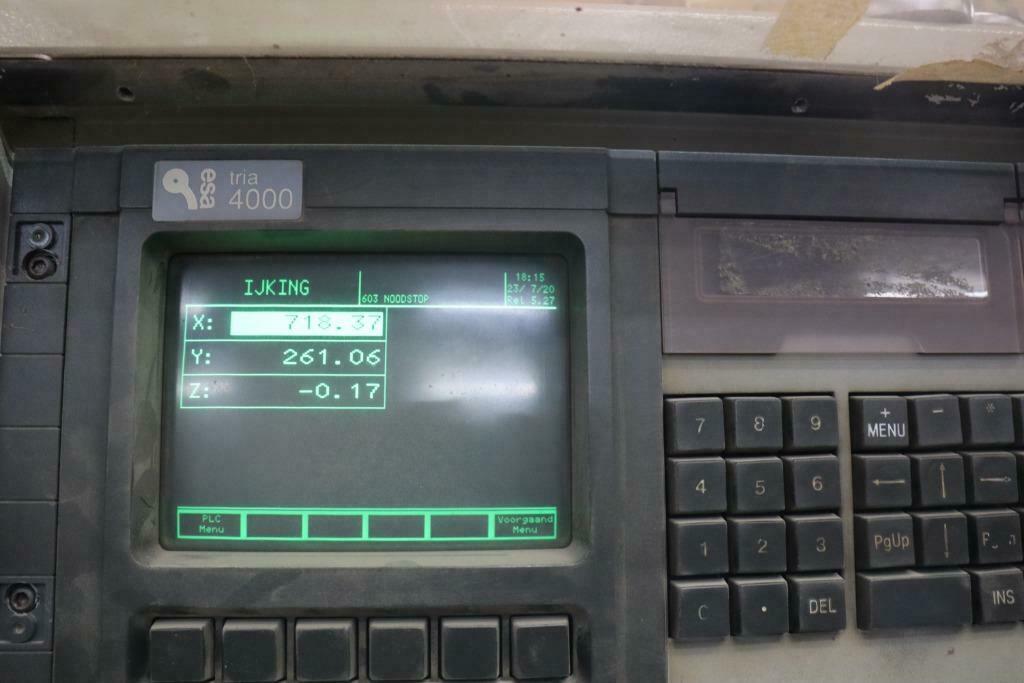 esa
tria
4000
IJKING
603 NOODSTOP
18:15
23/ 7/20
Rel 5.27
X: 718.37
Y: 261.06
Z: -0.17
PLC
Menu
Voorgaand
Menu
7 8 9
+ - *
MENU
4 5 6
← ↑ →
1 2 3
PgUp ↓
C . DEL
INS